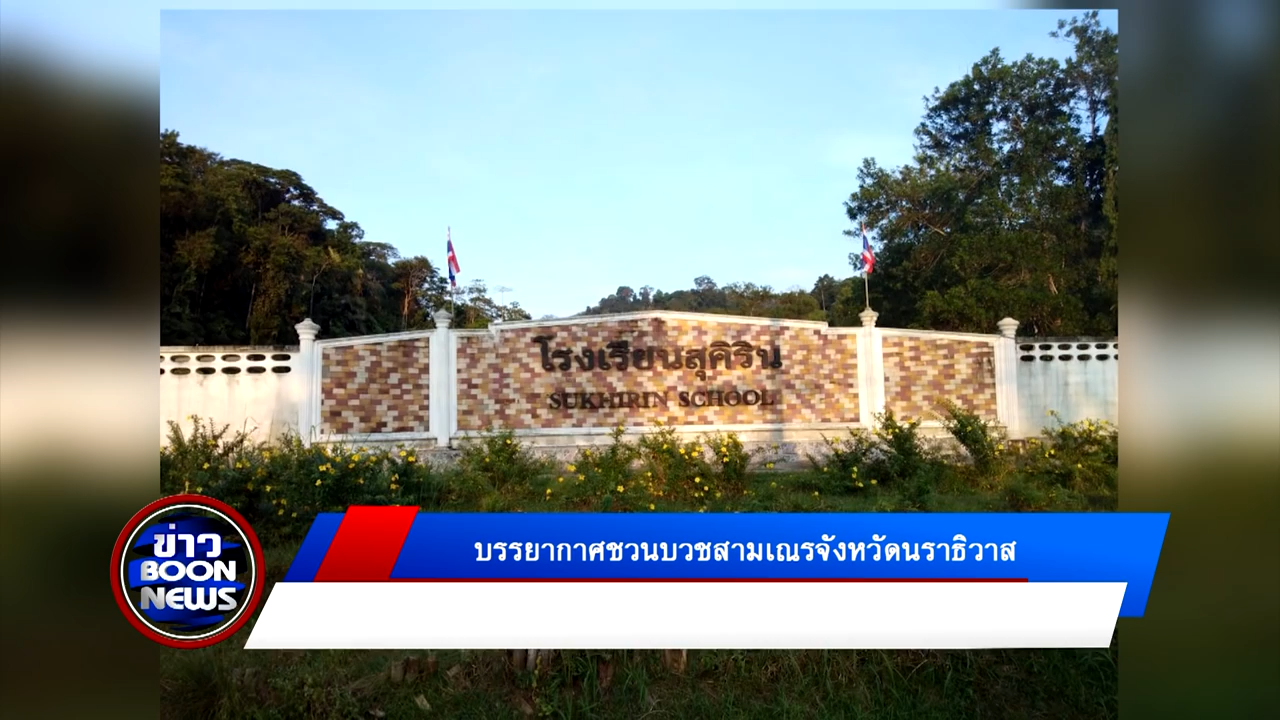 โรงเรียนสุคิริน
SUKHIRIN SCHOOL
บรรยากาศชวนบวชสามเณรจังหวัดนราธิวาส
ข่าว
BOON
NEWS